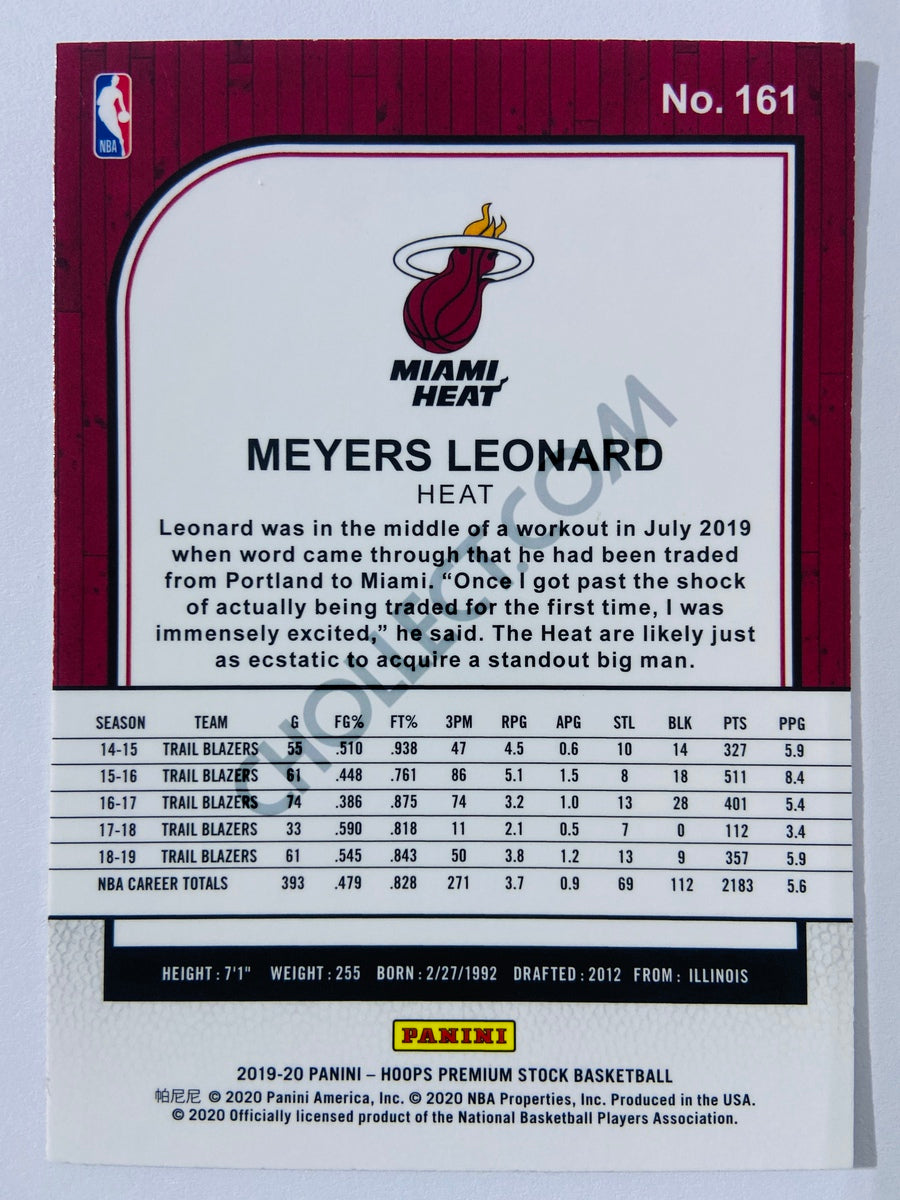 No. 161
NBA
MIAMI
HEAT
MEYERS LEONARD
HEAT
Leonard was in the middle of a workout in July 2019
when word came through that he had been traded
from Portland to Miami. “Once I got past the shock
of actually being traded for the first time, I was
immensely excited,” he said. The Heat are likely just
as ecstatic to acquire a standout big man.
CHOLLECT.COM
SEASON TEAM G FG% FT% 3PM RPG APG STL BLK PTS PPG
14-15 TRAIL BLAZERS 55 .510 .938 47 4.5 0.6 10 14 327 5.9
15-16 TRAIL BLAZERS 61 .448 .761 86 5.1 1.5 8 18 511 8.4
16-17 TRAIL BLAZERS 74 .386 .875 74 3.2 1.0 13 28 401 5.4
17-18 TRAIL BLAZERS 33 .590 .818 11 2.1 0.5 7 0 112 3.4
18-19 TRAIL BLAZERS 61 .545 .843 50 3.8 1.2 13 9 357 5.9
NBA CAREER TOTALS 393 .479 .828 271 3.7 0.9 69 112 2183 5.6
HEIGHT : 7'1" WEIGHT : 255 BORN : 2/27/1992 DRAFTED : 2012 FROM : ILLINOIS
PANINI
2019-20 PANINI – HOOPS PREMIUM STOCK BASKETBALL
帕尼尼 © 2020 Panini America, Inc. © 2020 NBA Properties, Inc. Produced in the USA.
© 2020 Officially licensed product of the National Basketball Players Association.